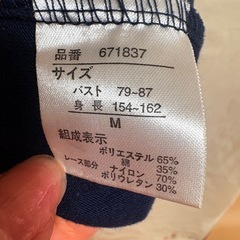 品番 671837
サイズ
バスト 79~87
身長 154~162
M
組成表示
ポリエステル 65%
綿 35%
レース部分 ナイロン 70%
ポリウレタン 30%